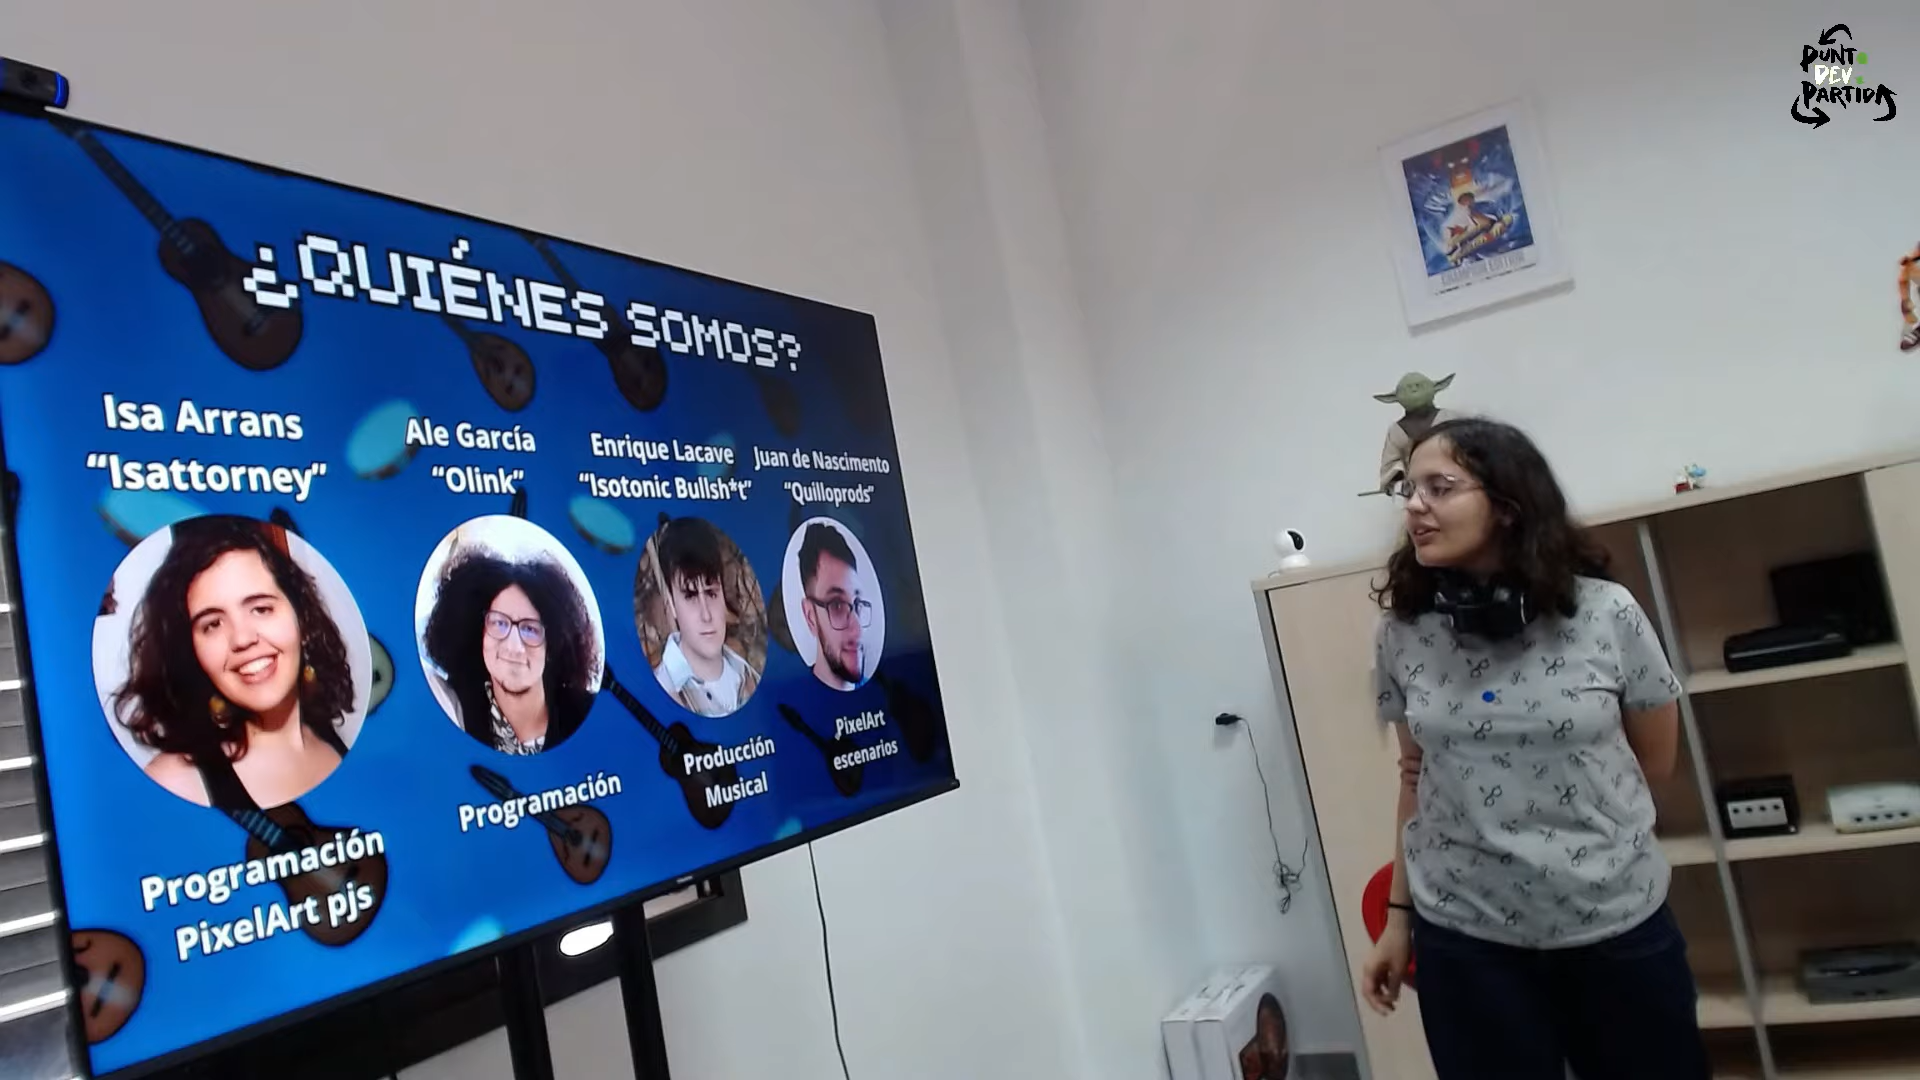 ¿QUIÉNES SOMOS?
Isa Arrans
“Isattorney”
Ale García
“Olink”
Enrique Lacave
“Isotonic Bullsh*t”
Juan de Nascimento
“Quilloprods”
Programación
PixelArt pjs
Programación
Producción
Musical
PixelArt
escenarios
PUNTO
DEV
PARTIDA